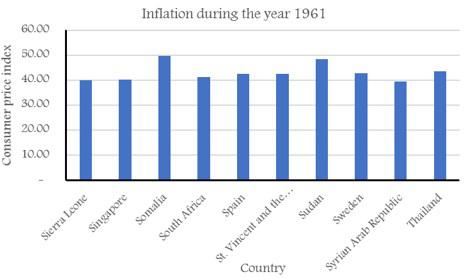 Inflation during the year 1961
Consumer price index
60.00
50.00
40.00
30.00
20.00
10.00
-
Sierra Leone
Singapore
Somalia
South Africa
Spain
St. Vincent and the...
Sudan
Sweden
Syrian Arab Republic
Thailand
Country